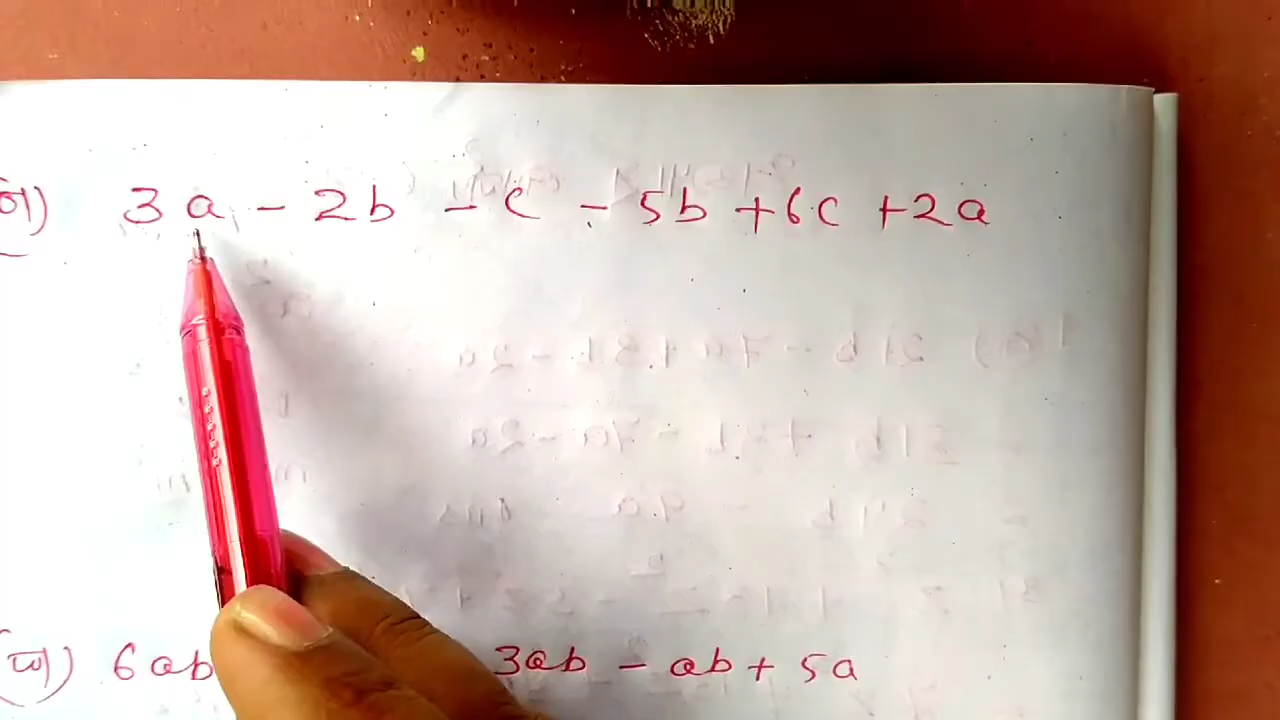 3a - 2b - c - 5b + 6c + 2a
6ab 3ab - ab + 5a